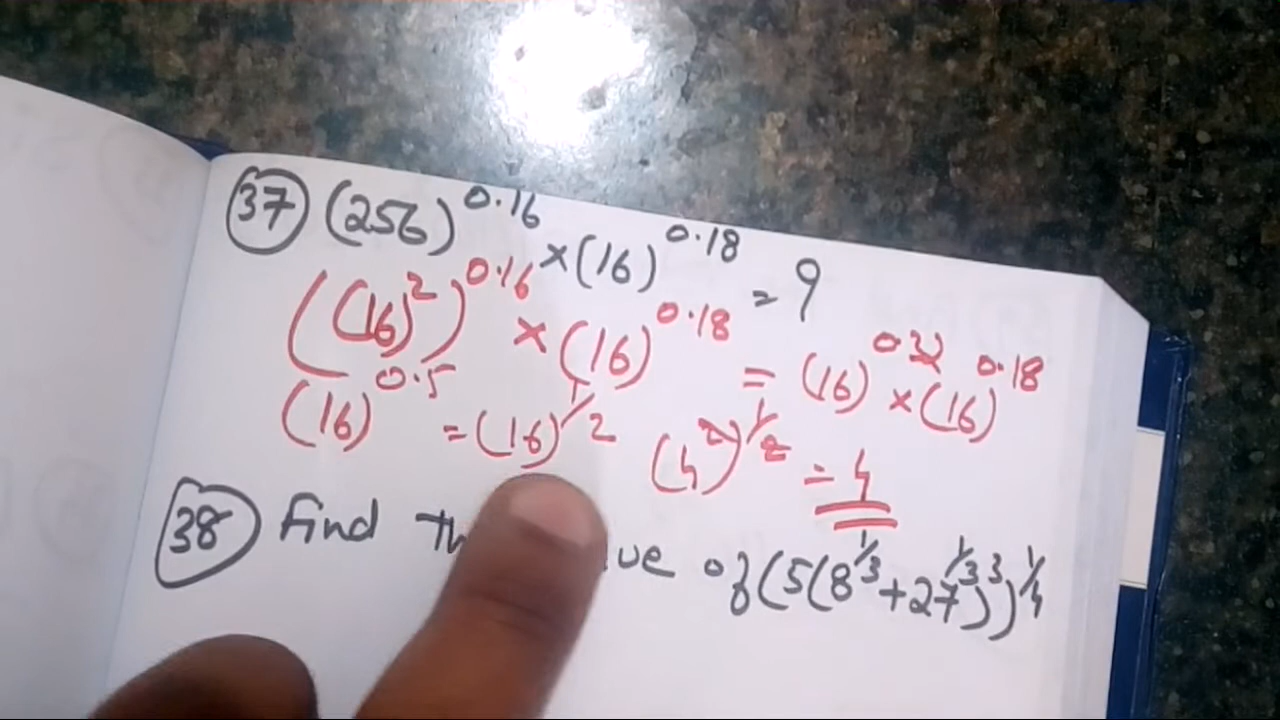 37 (256)^0.16 × (16)^0.18 = 9
((16)^2)^0.16 × (16)^0.18 = (16)^0.32 × (16)^0.18
(16)^0.5 = (16)^1/2 (4^2)^1/2 = 4
38 Find of (5(8^1/3 + 27^1/3)^3)^1/4